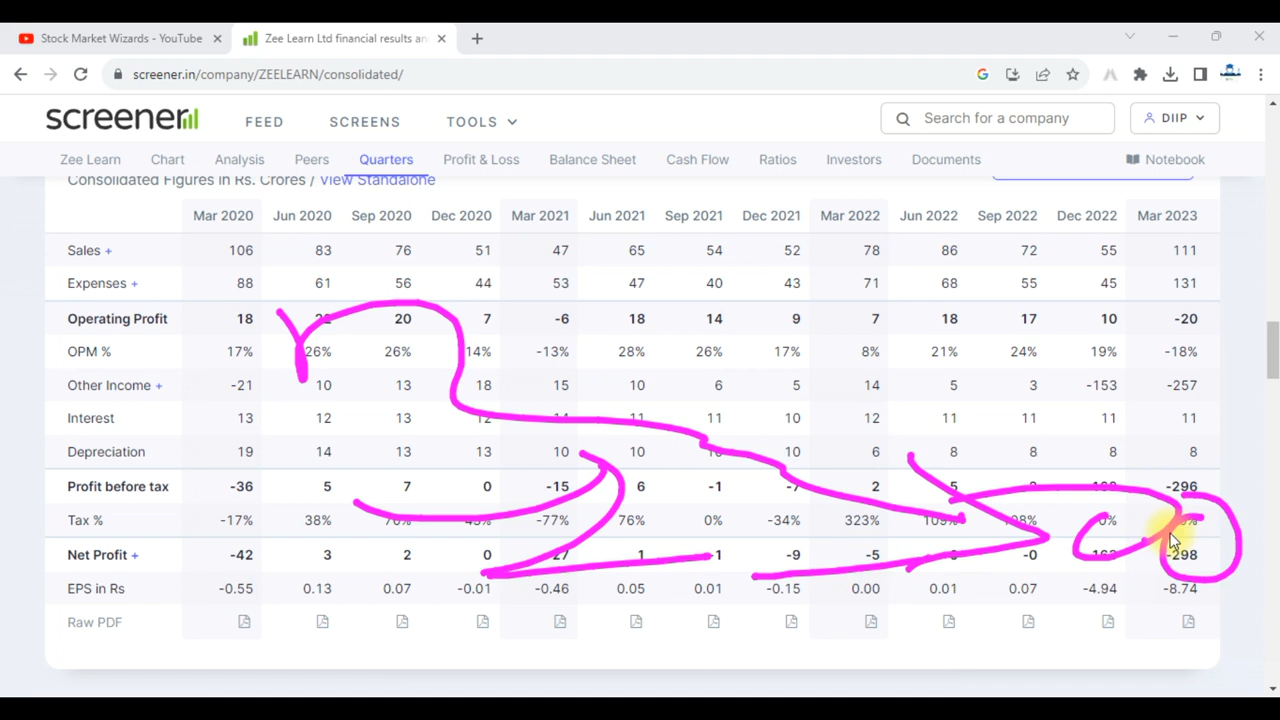 Stock Market Wizards - YouTube
Zee Learn Ltd financial results an
screener.in/company/ZEELEARN/consolidated/
screener FEED SCREENS TOOLS Search for a company DIIP
Zee Learn Chart Analysis Peers Quarters Profit & Loss Balance Sheet Cash Flow Ratios Investors Documents Notebook
Consolidated Figures in Rs. Crores / View Standalone
Mar 2020 Jun 2020 Sep 2020 Dec 2020 Mar 2021 Jun 2021 Sep 2021 Dec 2021 Mar 2022 Jun 2022 Sep 2022 Dec 2022 Mar 2023
Sales + 106 83 76 51 47 65 54 52 78 86 72 55 111
Expenses + 88 61 56 44 53 47 40 43 71 68 55 45 131
Operating Profit 18 20 7 -6 18 14 9 7 18 17 10 -20
OPM % 17% 26% 26% 14% -13% 28% 26% 17% 8% 21% 24% 19% -18%
Other Income + -21 10 13 18 15 10 6 5 14 5 3 -153 -257
Interest 13 12 13 12 14 11 11 10 12 11 11 11 11
Depreciation 19 14 13 13 10 10 10 6 8 8 8 8
Profit before tax -36 5 7 0 -15 6 -1 2 -296
Tax % -17% 38% -77% 76% 0% -34% 323% 109% 0%
Net Profit + -42 3 2 0 1 -9 -5 -0 -298
EPS in Rs -0.55 0.13 0.07 -0.01 -0.46 0.05 0.01 -0.15 0.00 0.01 0.07 -4.94 -8.74
Raw PDF